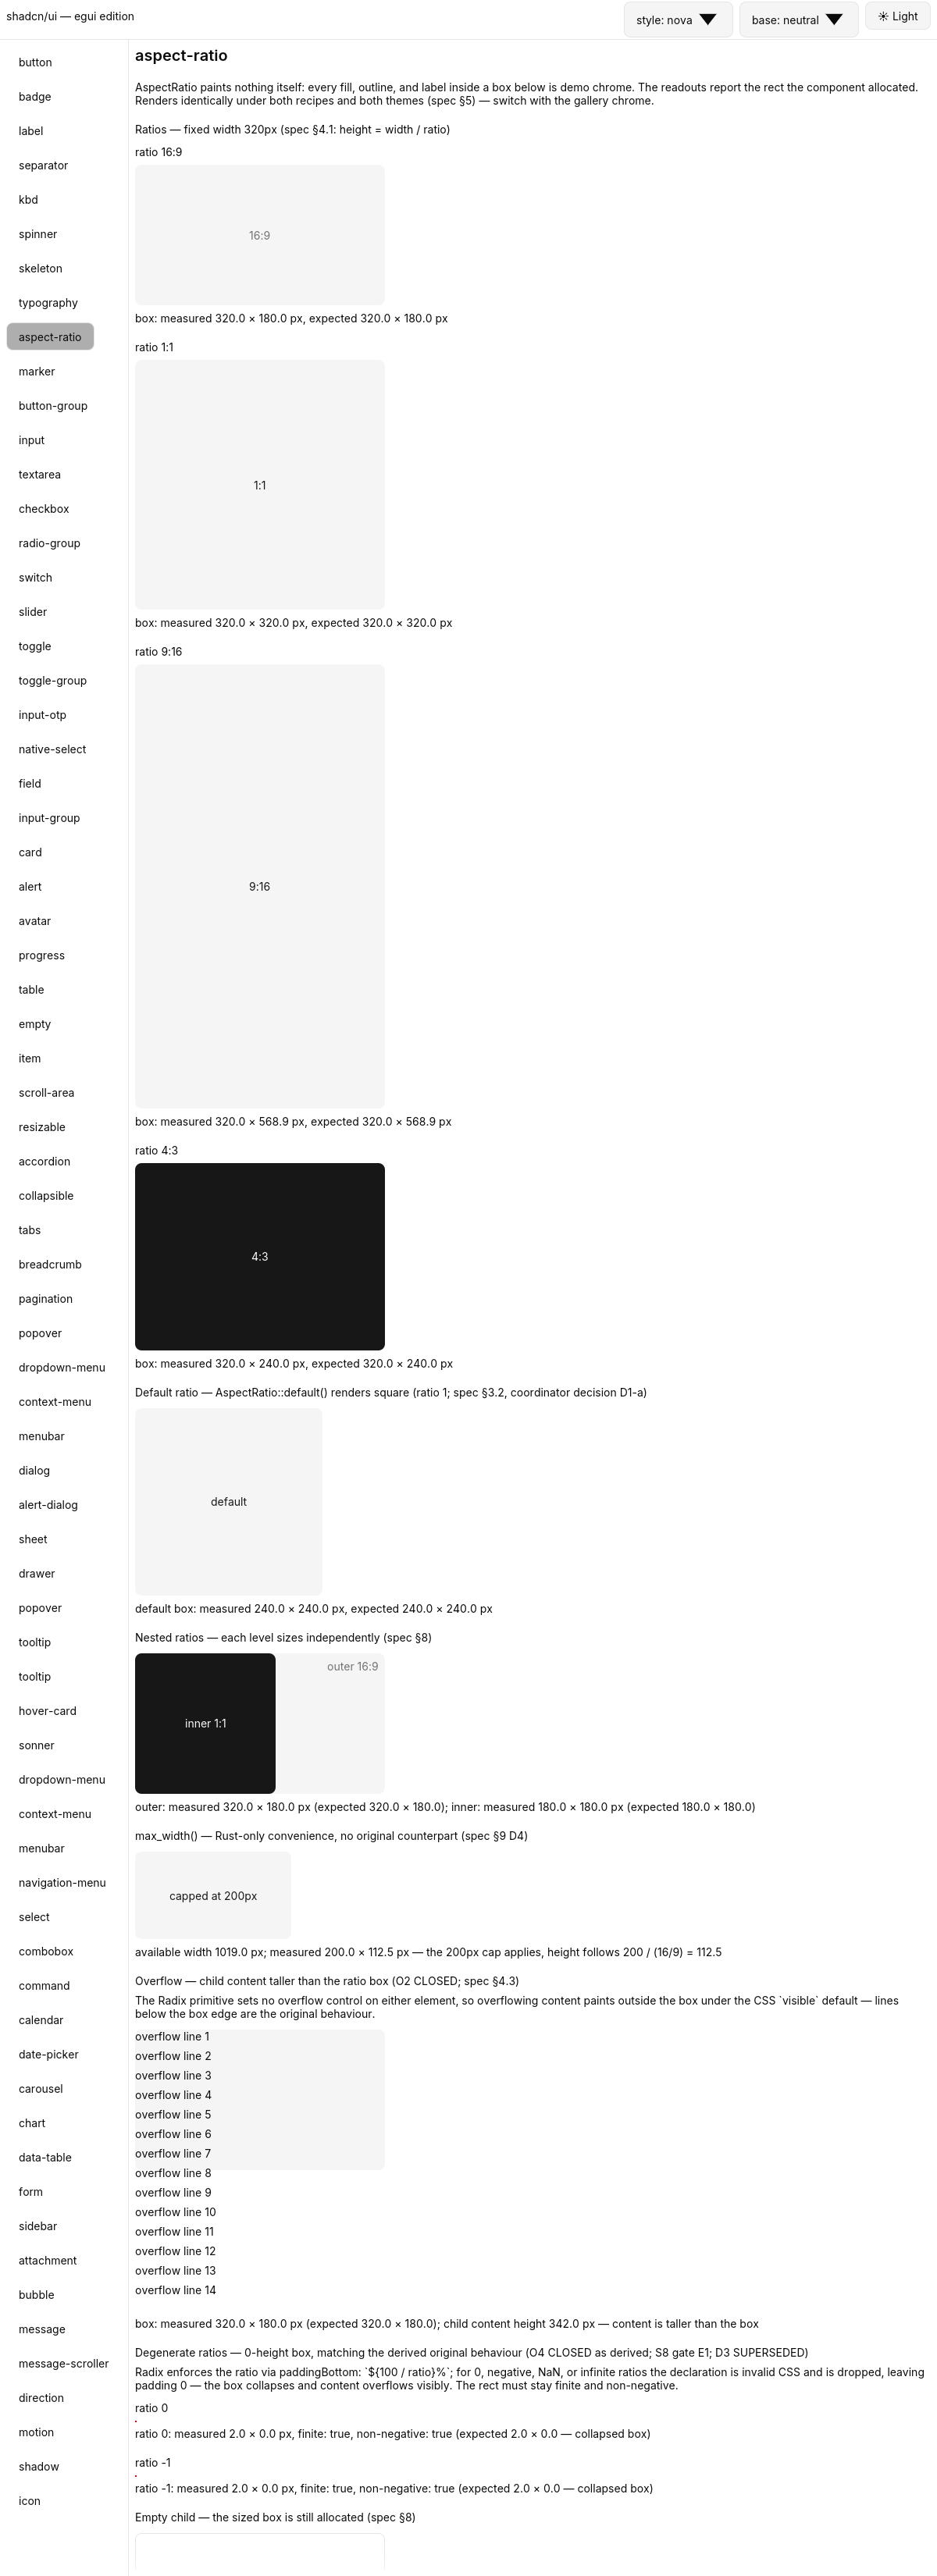 shadcn/ui — egui edition
style: nova
base: neutral
☀ Light
button
badge
label
separator
kbd
spinner
skeleton
typography
aspect-ratio
marker
button-group
input
textarea
checkbox
radio-group
switch
slider
toggle
toggle-group
input-otp
native-select
field
input-group
card
alert
avatar
progress
table
empty
item
scroll-area
resizable
accordion
collapsible
tabs
breadcrumb
pagination
popover
dropdown-menu
context-menu
menubar
dialog
alert-dialog
sheet
drawer
popover
tooltip
tooltip
hover-card
sonner
dropdown-menu
context-menu
menubar
navigation-menu
select
combobox
command
calendar
date-picker
carousel
chart
data-table
form
sidebar
attachment
bubble
message
message-scroller
direction
motion
shadow
icon
aspect-ratio
AspectRatio paints nothing itself: every fill, outline, and label inside a box below is demo chrome. The readouts report the rect the component allocated.
Renders identically under both recipes and both themes (spec §5) — switch with the gallery chrome.
Ratios — fixed width 320px (spec §4.1: height = width / ratio)
ratio 16:9
16:9
box: measured 320.0 × 180.0 px, expected 320.0 × 180.0 px
ratio 1:1
1:1
box: measured 320.0 × 320.0 px, expected 320.0 × 320.0 px
ratio 9:16
9:16
box: measured 320.0 × 568.9 px, expected 320.0 × 568.9 px
ratio 4:3
4:3
box: measured 320.0 × 240.0 px, expected 320.0 × 240.0 px
Default ratio — AspectRatio::default() renders square (ratio 1; spec §3.2, coordinator decision D1-a)
default
default box: measured 240.0 × 240.0 px, expected 240.0 × 240.0 px
Nested ratios — each level sizes independently (spec §8)
outer 16:9
inner 1:1
outer: measured 320.0 × 180.0 px (expected 320.0 × 180.0); inner: measured 180.0 × 180.0 px (expected 180.0 × 180.0)
max_width() — Rust-only convenience, no original counterpart (spec §9 D4)
capped at 200px
available width 1019.0 px; measured 200.0 × 112.5 px — the 200px cap applies, height follows 200 / (16/9) = 112.5
Overflow — child content taller than the ratio box (O2 CLOSED; spec §4.3)
The Radix primitive sets no overflow control on either element, so overflowing content paints outside the box under the CSS `visible` default — lines
below the box edge are the original behaviour.
overflow line 1
overflow line 2
overflow line 3
overflow line 4
overflow line 5
overflow line 6
overflow line 7
overflow line 8
overflow line 9
overflow line 10
overflow line 11
overflow line 12
overflow line 13
overflow line 14
box: measured 320.0 × 180.0 px (expected 320.0 × 180.0); child content height 342.0 px — content is taller than the box
Degenerate ratios — 0-height box, matching the derived original behaviour (O4 CLOSED as derived; S8 gate E1; D3 SUPERSEDED)
Radix enforces the ratio via paddingBottom: `${100 / ratio}%`; for 0, negative, NaN, or infinite ratios the declaration is invalid CSS and is dropped, leaving
padding 0 — the box collapses and content overflows visibly. The rect must stay finite and non-negative.
ratio 0
ratio 0: measured 2.0 × 0.0 px, finite: true, non-negative: true (expected 2.0 × 0.0 — collapsed box)
ratio -1
ratio -1: measured 2.0 × 0.0 px, finite: true, non-negative: true (expected 2.0 × 0.0 — collapsed box)
Empty child — the sized box is still allocated (spec §8)